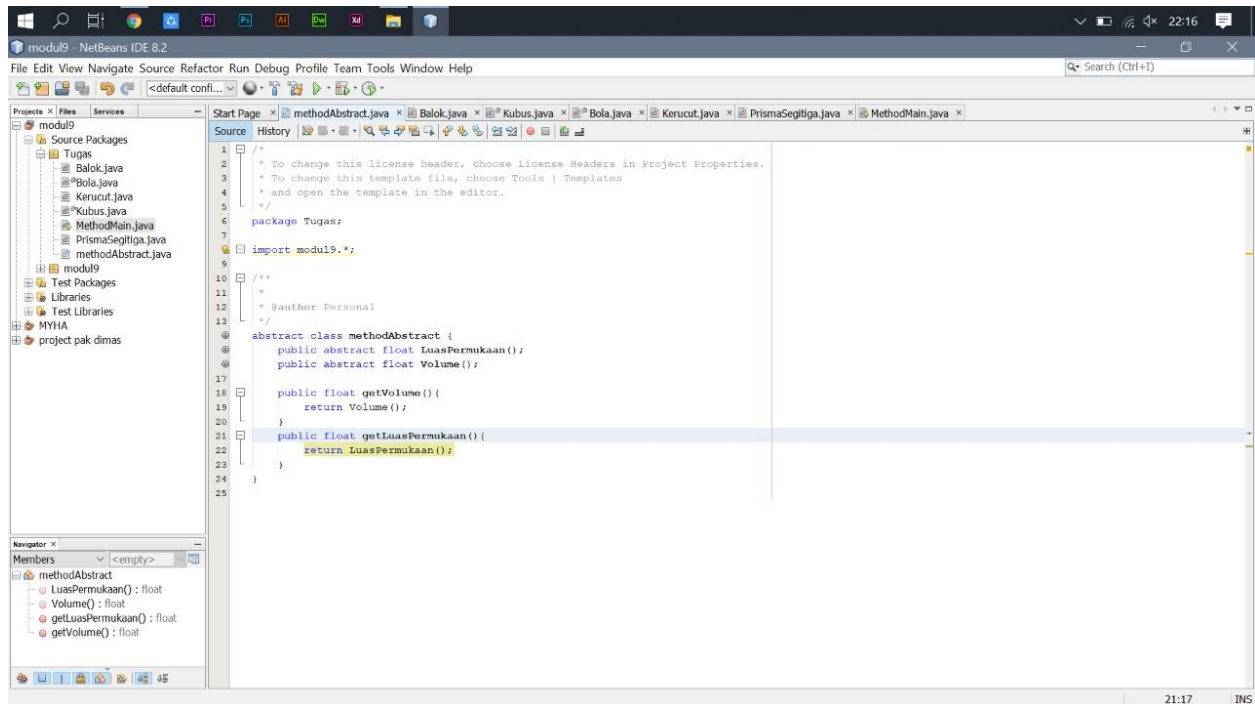 Pr Ps Ai Dw Xd 22:16
modul9 - NetBeans IDE 8.2
File Edit View Navigate Source Refactor Run Debug Profile Team Tools Window Help
Search (Ctrl+I)
<default confi...
Projects Files Services
modul9
Source Packages
Tugas
Balok.java
Bola.java
Kerucut.java
Kubus.java
MethodMain.java
PrismaSegitiga.java
methodAbstract.java
modul9
Test Packages
Libraries
Test Libraries
MYHA
project pak dimas
Start Page methodAbstract.java Balok.java Kubus.java Bola.java Kerucut.java PrismaSegitiga.java MethodMain.java
Source History
1 /*
2 * To change this license header, choose License Headers in Project Properties.
3 * To change this template file, choose Tools | Templates
4 * and open the template in the editor.
5 */
6 package Tugas;
7
import modul9.*;
9
10 /**
11 *
12 * @author Personal
13 */
abstract class methodAbstract {
public abstract float LuasPermukaan();
public abstract float Volume();
17
18 public float getVolume(){
19 return Volume();
20 }
21 public float getLuasPermukaan(){
22 return LuasPermukaan();
23 }
24 }
25
Navigator
Members <empty>
methodAbstract
LuasPermukaan() : float
Volume() : float
getLuasPermukaan() : float
getVolume() : float
21:17 INS